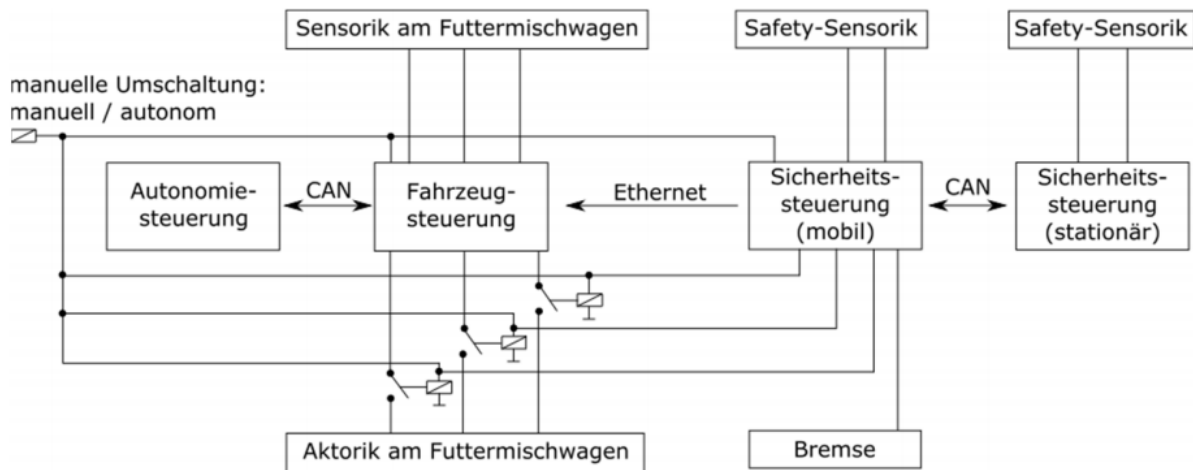 Sensorik am Futtermischwagen
Safety-Sensorik
Safety-Sensorik
manuelle Umschaltung:
manuell / autonom
Autonomie-
steuerung
CAN
Fahrzeug-
steuerung
Ethernet
Sicherheits-
steuerung
(mobil)
CAN
Sicherheits-
steuerung
(stationär)
Aktorik am Futtermischwagen
Bremse